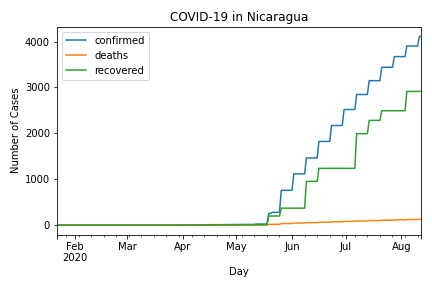 COVID-19 in Nicaragua
confirmed
deaths
recovered
Number of Cases
4000
3000
2000
1000
0
Feb
2020
Mar
Apr
May
Jun
Jul
Aug
Day